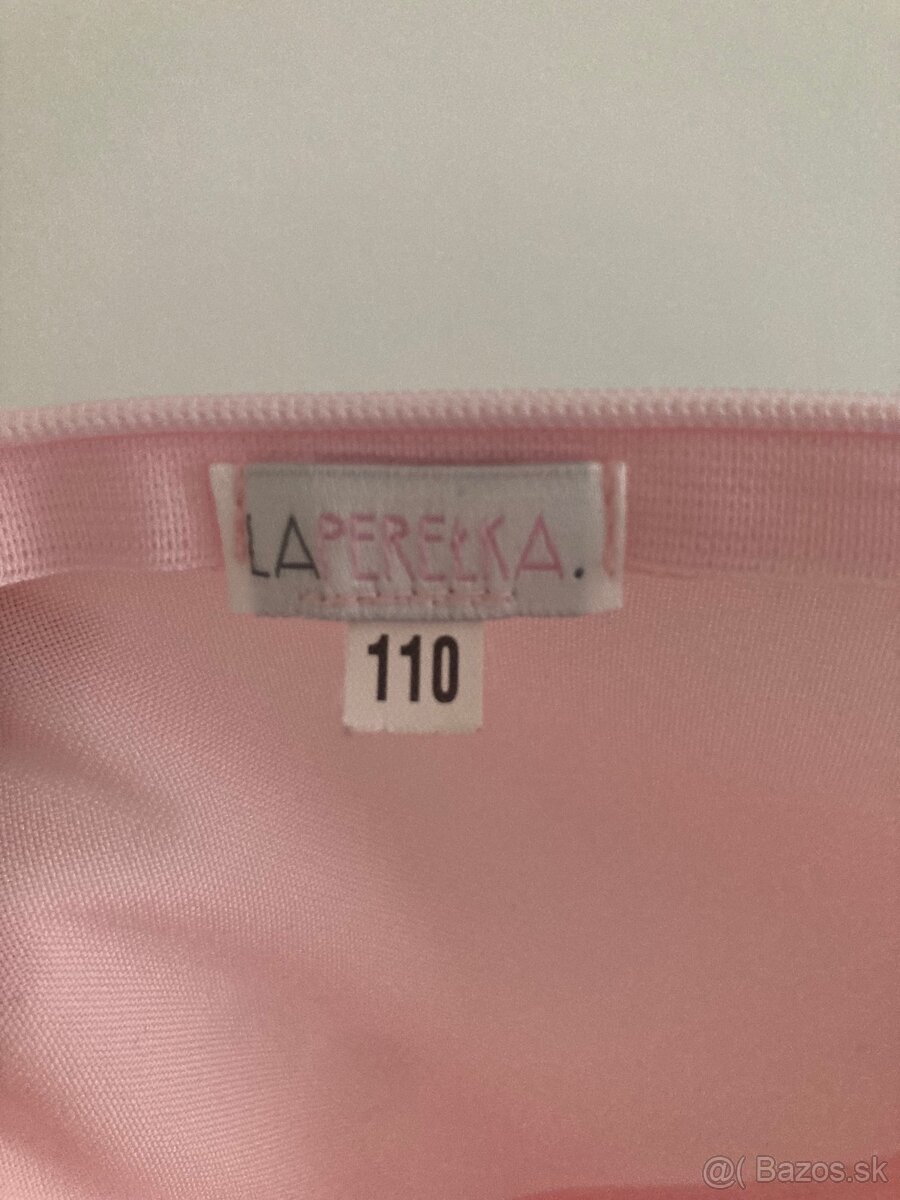 LAPEREŁKA.
110
@( Bazos.sk